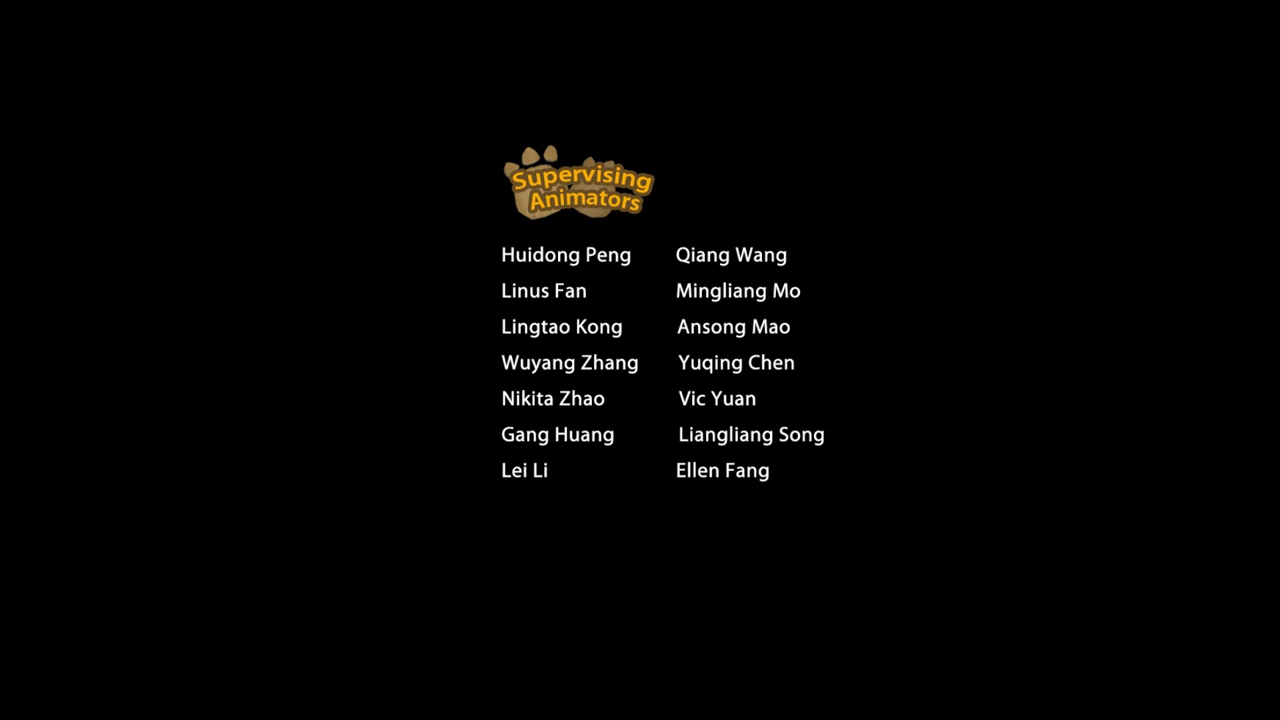 Supervising
Animators
Huidong Peng Qiang Wang
Linus Fan Mingliang Mo
Lingtao Kong Ansong Mao
Wuyang Zhang Yuqing Chen
Nikita Zhao Vic Yuan
Gang Huang Liangliang Song
Lei Li Ellen Fang